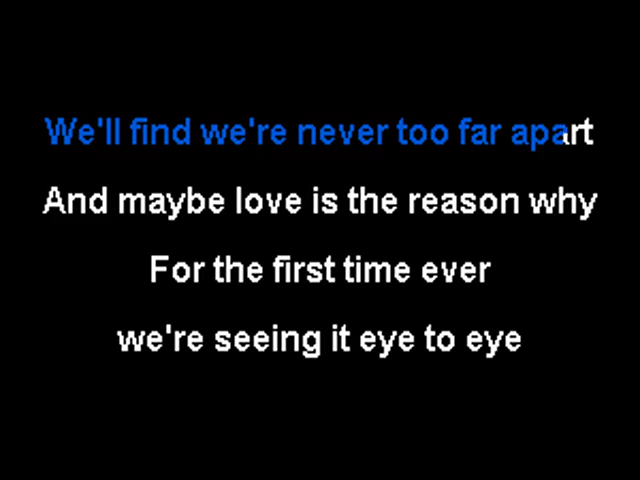 We'll find we're never too far apart
And maybe love is the reason why
For the first time ever
we're seeing it eye to eye